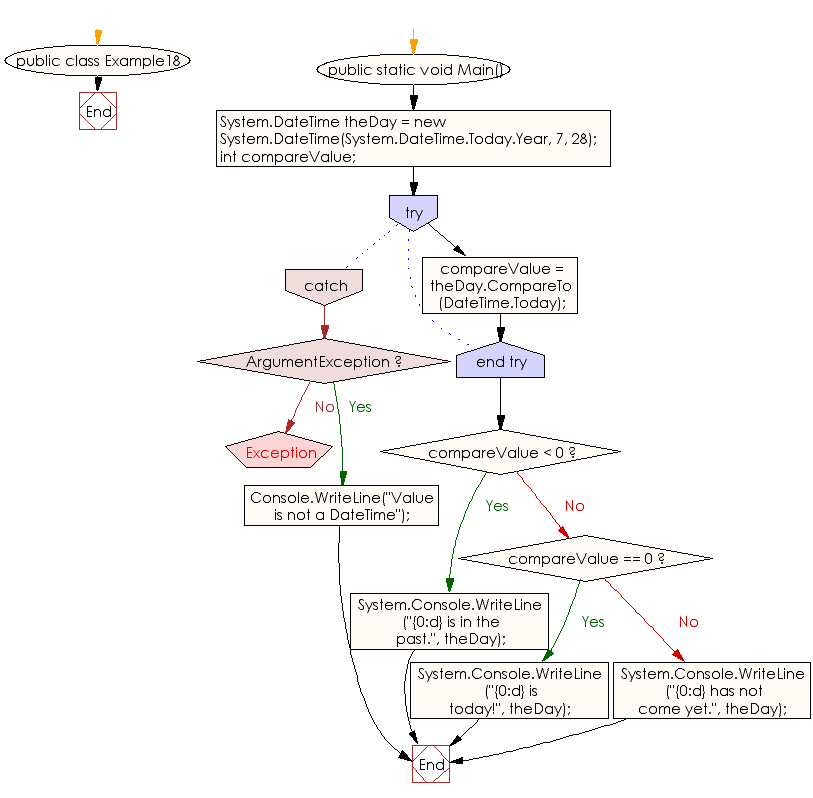 public class Example18
End
public static void Main()
System.DateTime theDay = new
System.DateTime(System.DateTime.Today.Year, 7, 28);
int compareValue;
try
catch
compareValue =
theDay.CompareTo
(DateTime.Today);
ArgumentException ?
end try
No
Yes
Exception
compareValue < 0 ?
Console.WriteLine("Value
is not a DateTime");
Yes
No
compareValue == 0 ?
System.Console.WriteLine
("{0:d} is in the
past.", theDay);
Yes
No
System.Console.WriteLine
("{0:d} is
today!", theDay);
System.Console.WriteLine
("{0:d} has not
come yet.", theDay);
End